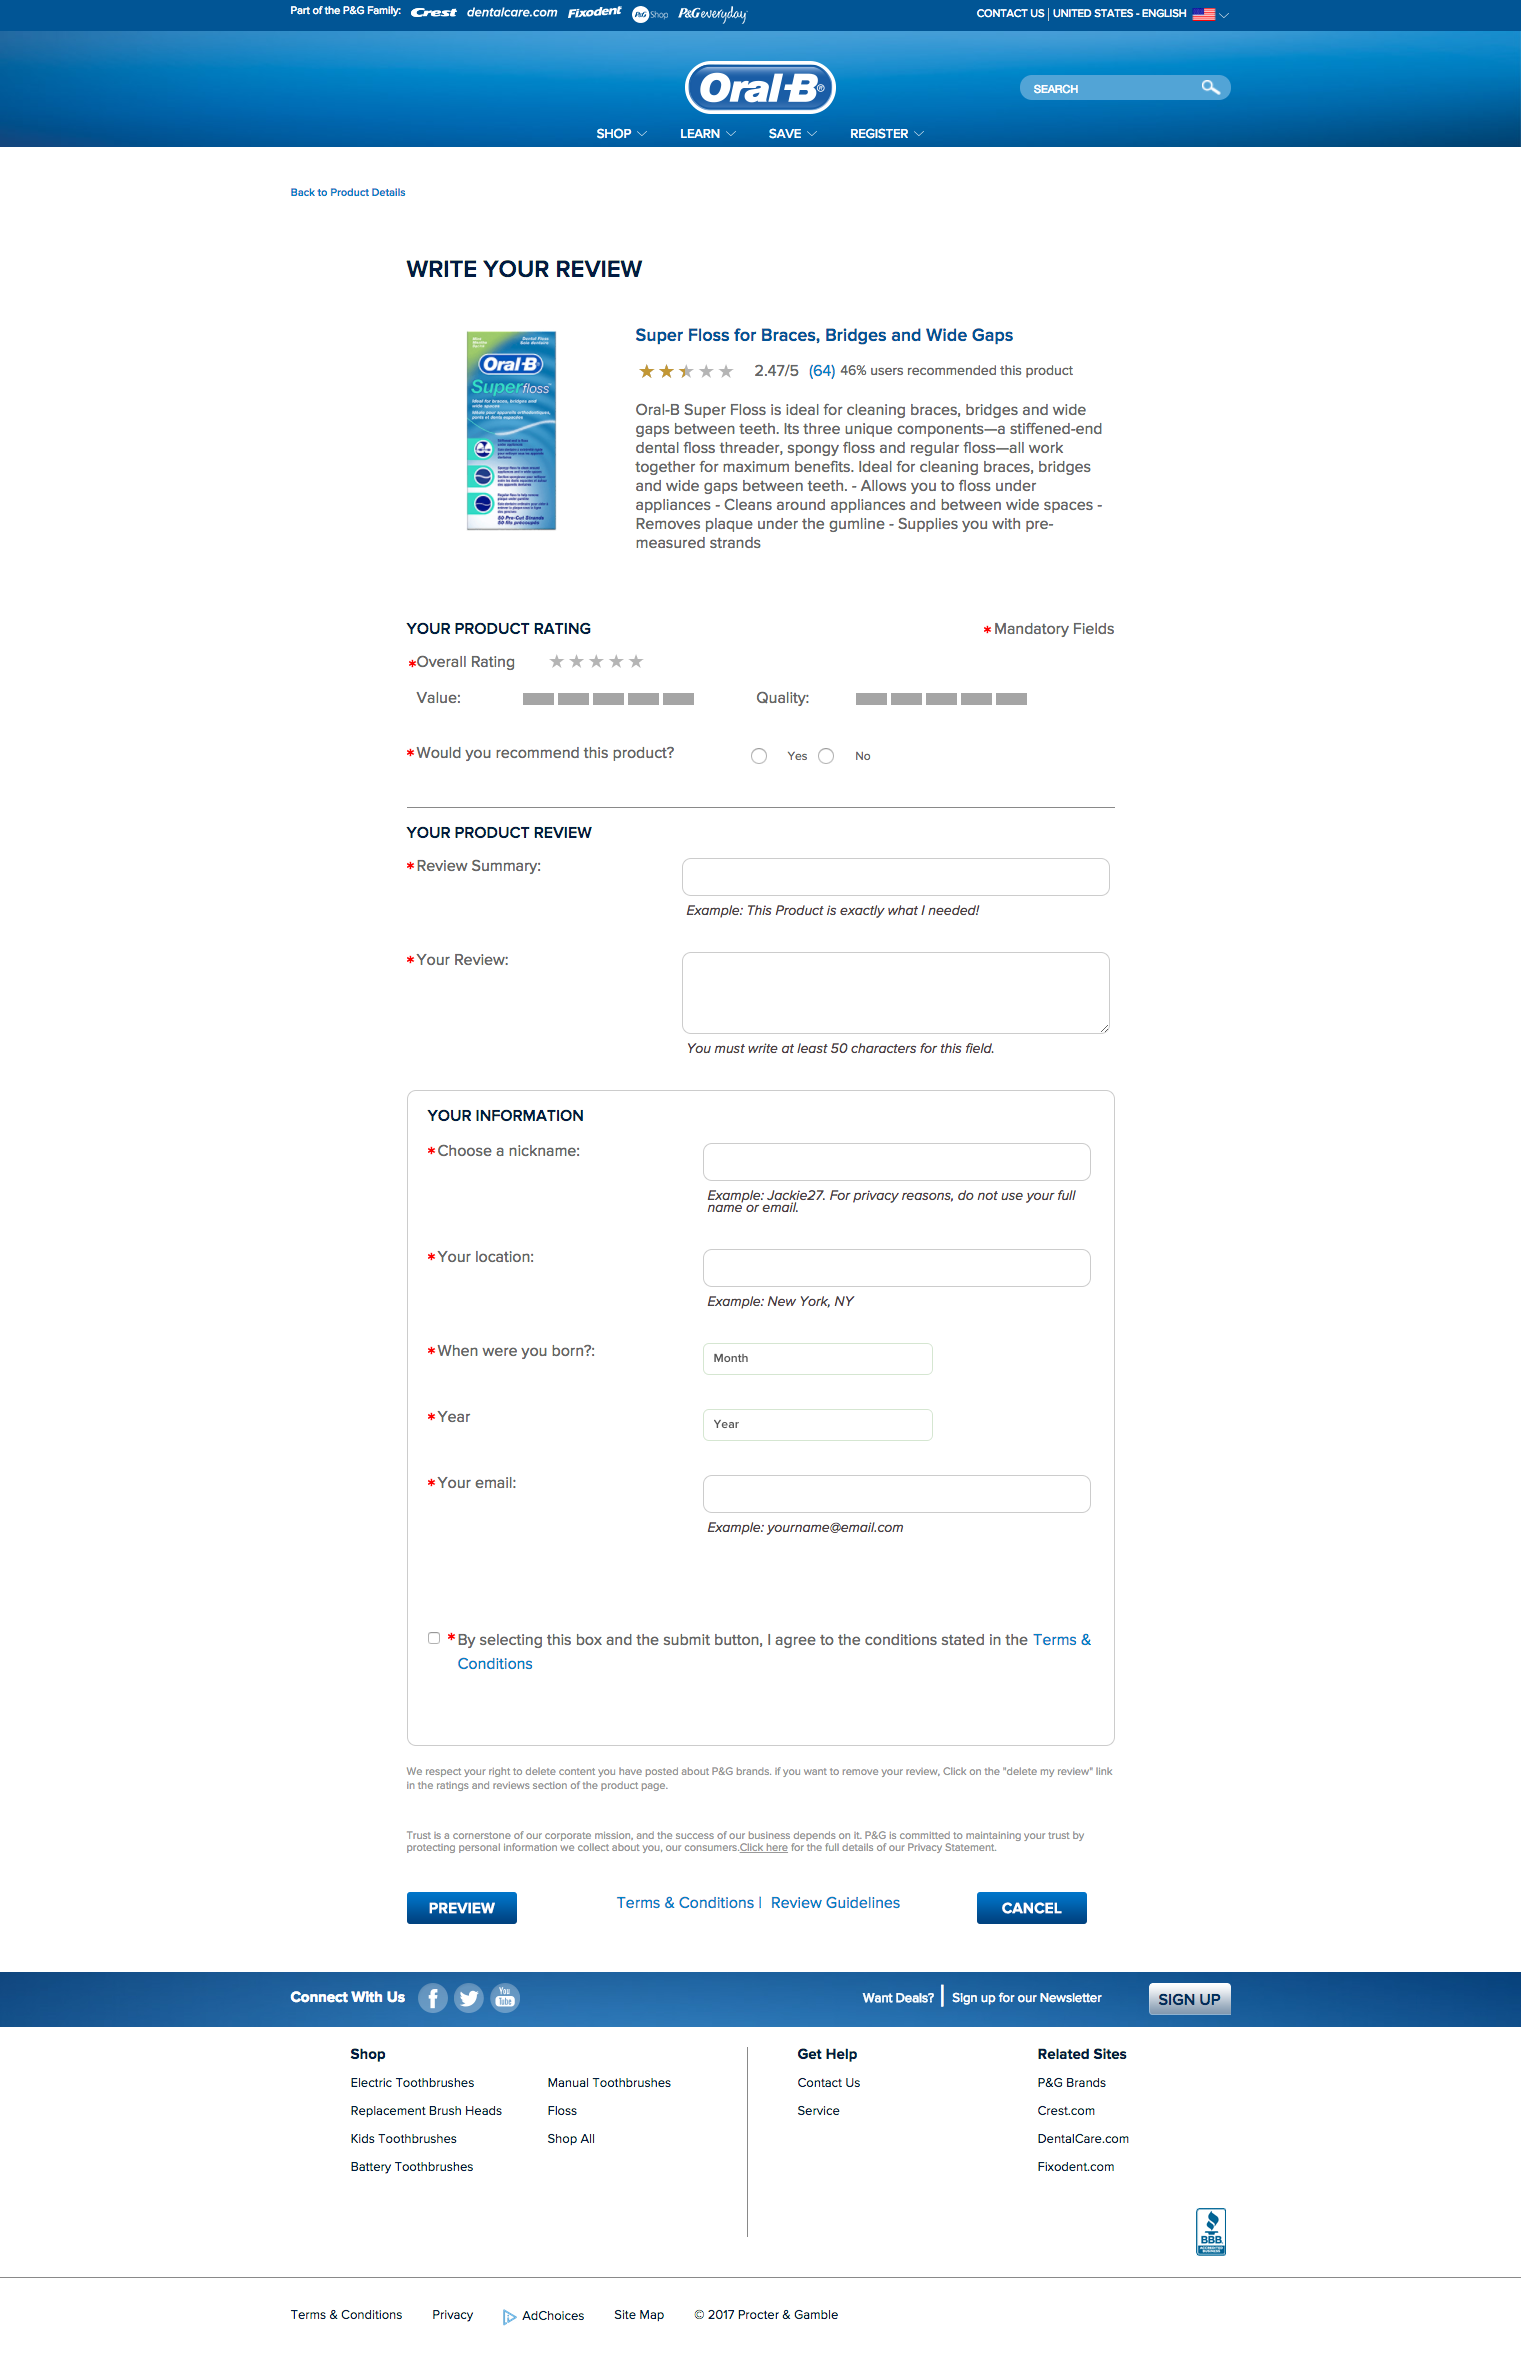 Part of the P&G Family: Crest dentalcare.com Fixodent P&G Shop P&Geveryday CONTACT US | UNITED STATES - ENGLISH
Oral-B®
SEARCH
SHOP LEARN SAVE REGISTER
Back to Product Details
WRITE YOUR REVIEW
Oral-B
Superfloss
Super Floss for Braces, Bridges and Wide Gaps
2.47/5 (64) 46% users recommended this product
Oral-B Super Floss is ideal for cleaning braces, bridges and wide
gaps between teeth. Its three unique components—a stiffened-end
dental floss threader, spongy floss and regular floss—all work
together for maximum benefits. Ideal for cleaning braces, bridges
and wide gaps between teeth. - Allows you to floss under
appliances - Cleans around appliances and between wide spaces -
Removes plaque under the gumline - Supplies you with pre-
measured strands
YOUR PRODUCT RATING * Mandatory Fields
*Overall Rating
Value: Quality:
*Would you recommend this product? Yes No
YOUR PRODUCT REVIEW
*Review Summary:
Example: This Product is exactly what I needed!
*Your Review:
You must write at least 50 characters for this field.
YOUR INFORMATION
*Choose a nickname:
Example: Jackie27. For privacy reasons, do not use your full
name or email.
*Your location:
Example: New York, NY
*When were you born?: Month
*Year Year
*Your email:
Example: yourname@email.com
*By selecting this box and the submit button, I agree to the conditions stated in the Terms &
Conditions
We respect your right to delete content you have posted about P&G brands. if you want to remove your review, Click on the "delete my review" link
in the ratings and reviews section of the product page.
Trust is a cornerstone of our corporate mission, and the success of our business depends on it. P&G is committed to maintaining your trust by
protecting personal information we collect about you, our consumers.Click here for the full details of our Privacy Statement.
PREVIEW Terms & Conditions | Review Guidelines CANCEL
Connect With Us You Tube Want Deals? Sign up for our Newsletter SIGN UP
Shop Get Help Related Sites
Electric Toothbrushes Manual Toothbrushes Contact Us P&G Brands
Replacement Brush Heads Floss Service Crest.com
Kids Toothbrushes Shop All DentalCare.com
Battery Toothbrushes Fixodent.com
BBB
Terms & Conditions Privacy AdChoices Site Map © 2017 Procter & Gamble